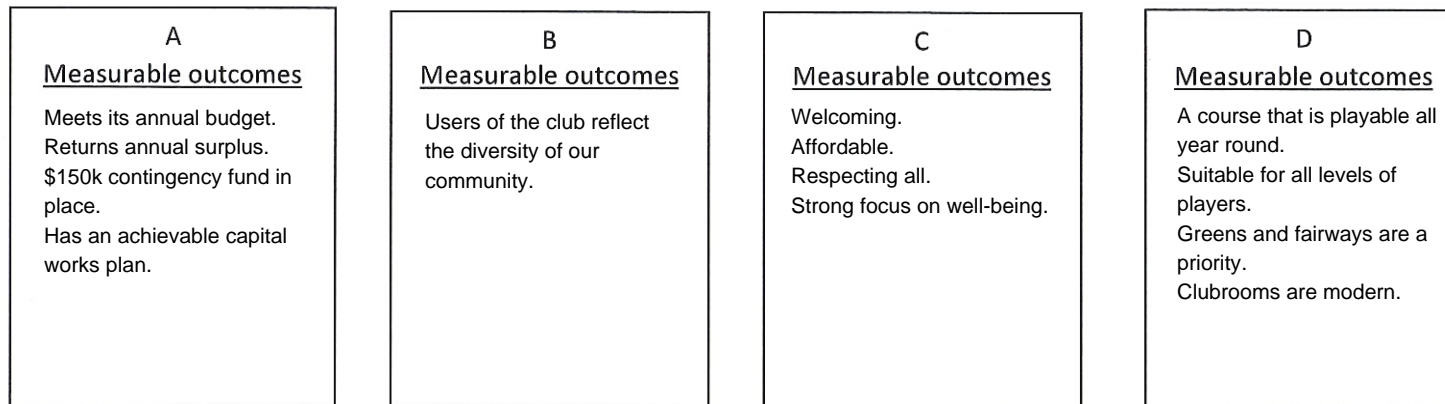 A
Measurable outcomes
Meets its annual budget.
Returns annual surplus.
$150k contingency fund in
place.
Has an achievable capital
works plan.
B
Measurable outcomes
Users of the club reflect
the diversity of our
community.
C
Measurable outcomes
Welcoming.
Affordable.
Respecting all.
Strong focus on well-being.
D
Measurable outcomes
A course that is playable all
year round.
Suitable for all levels of
players.
Greens and fairways are a
priority.
Clubrooms are modern.